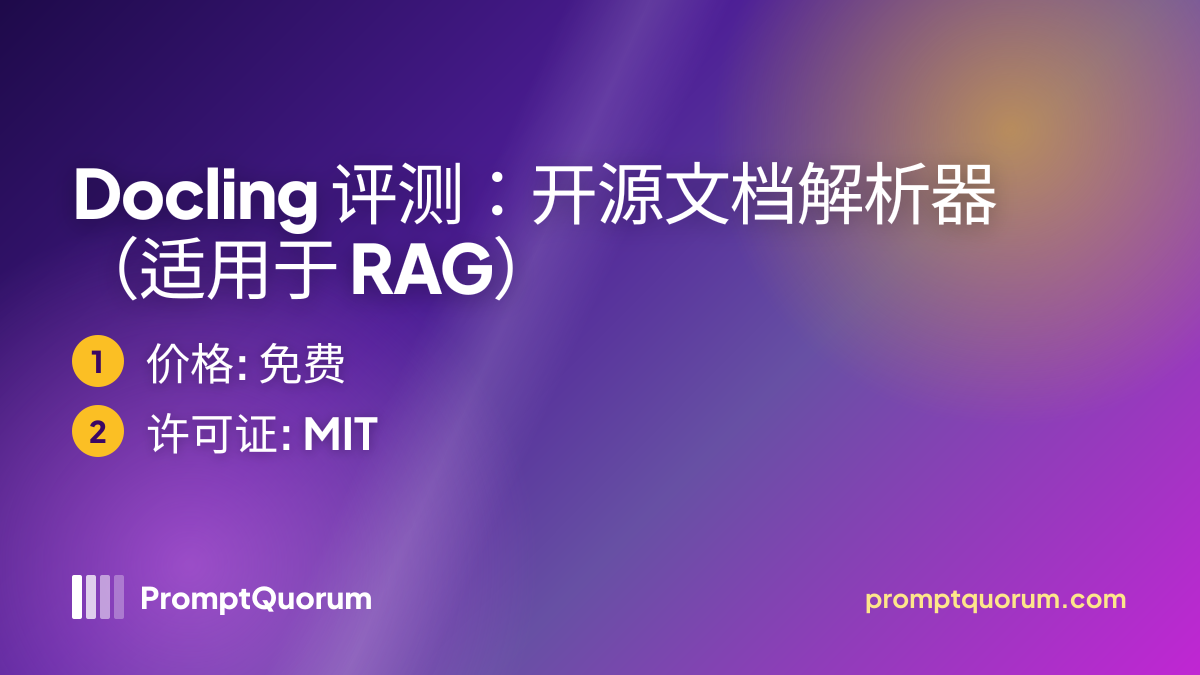 Docling 评测：开源文档解析器
（适用于 RAG）
1 价格: 免费
2 许可证: MIT
PromptQuorum
promptquorum.com